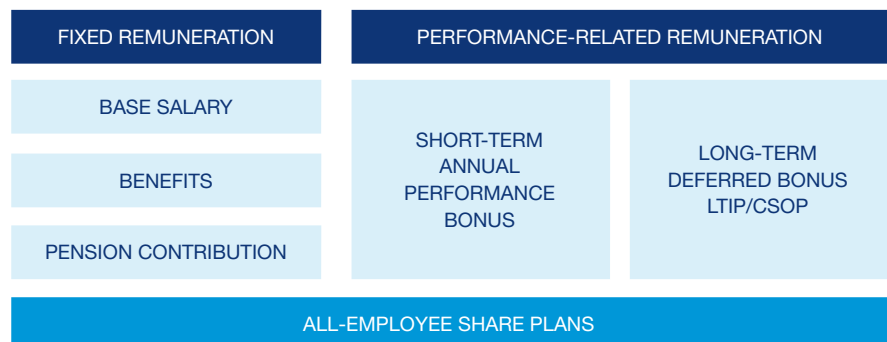 FIXED REMUNERATION
BASE SALARY
BENEFITS
PENSION CONTRIBUTION
PERFORMANCE-RELATED REMUNERATION
SHORT-TERM
ANNUAL
PERFORMANCE
BONUS
LONG-TERM
DEFERRED BONUS
LTIP/CSOP
ALL-EMPLOYEE SHARE PLANS